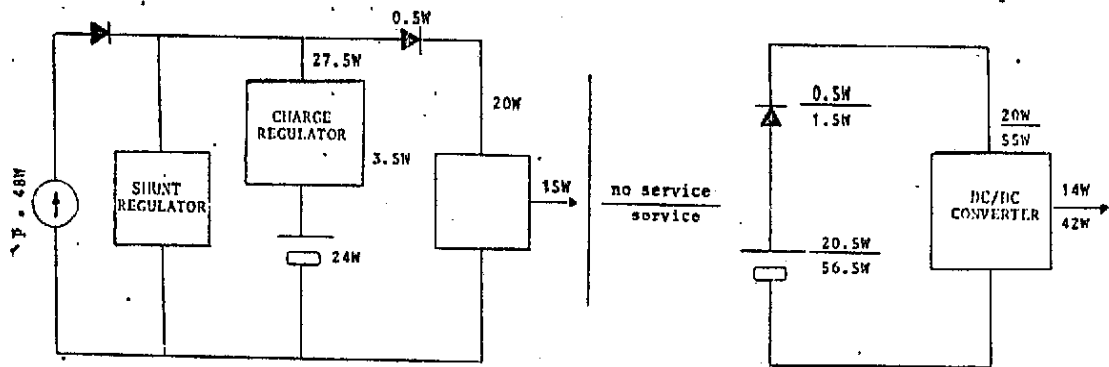 0.5W
27.5W
CHARGE
REGULATOR
3.5W
20W
P = 48W
SHUNT
REGULATOR
24W
15W
no service
service
0.5W
1.5W
20W
55W
DC/DC
CONVERTER
14W
42W
20.5W
56.5W